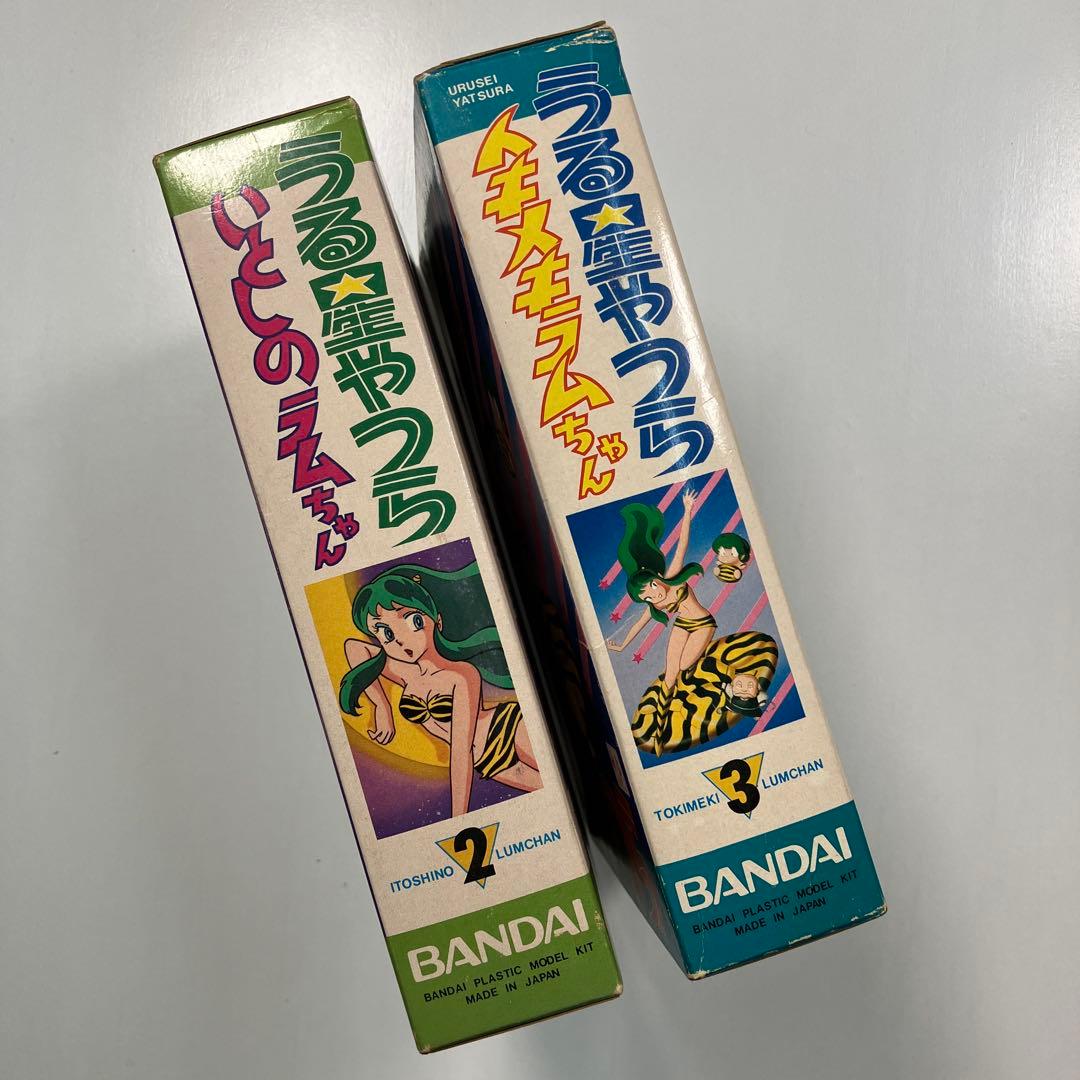 うる星やつら
いとしのラムちゃん
ITOSHINO 2 LUMCHAN
BANDAI
BANDAI PLASTIC MODEL KIT
MADE IN JAPAN
URUSEI
YATSURA
うる星やつら
トキメキラムちゃん
TOKIMEKI 3 LUMCHAN
BANDAI
BANDAI PLASTIC MODEL KIT
MADE IN JAPAN